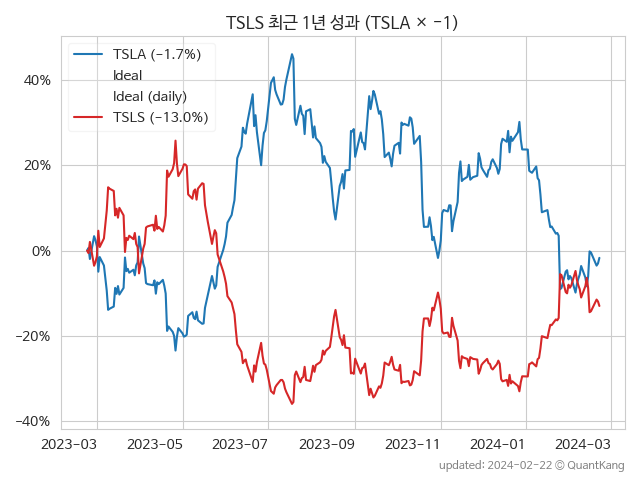 TSLS 최근 1년 성과 (TSLA × -1)
TSLA (-1.7%)
Ideal
Ideal (daily)
TSLS (-13.0%)
40%
20%
0%
-20%
-40%
2023-03 2023-05 2023-07 2023-09 2023-11 2024-01 2024-03
updated: 2024-02-22 © QuantKang